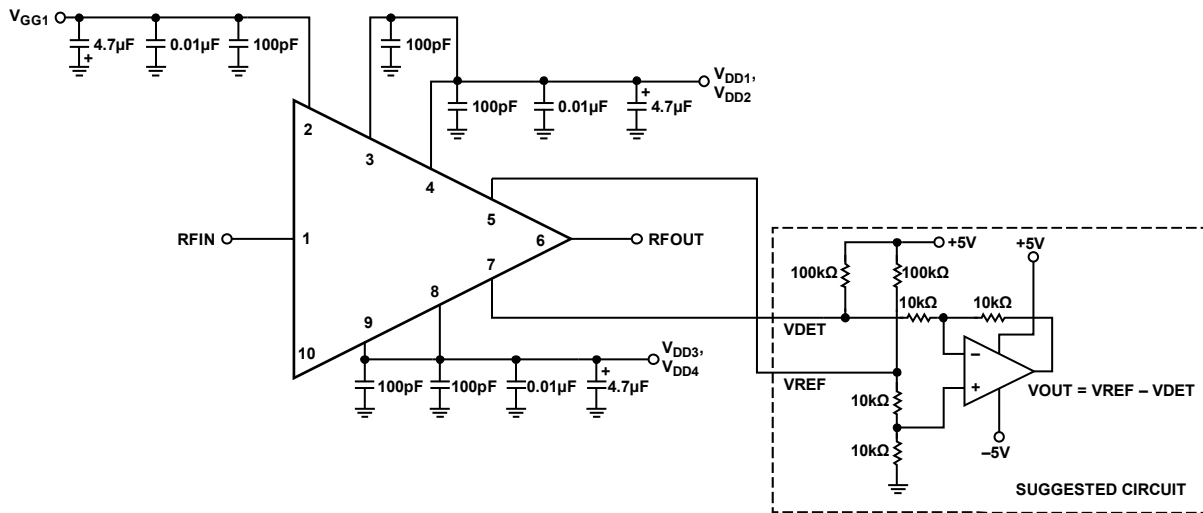 VGG1
4.7µF
0.01µF
100pF
100pF
VDD1,
VDD2
100pF
0.01µF
4.7µF
+
+
2
3
4
5
RFIN
1
6
RFOUT
7
8
9
10
+5V
+5V
100kΩ
100kΩ
10kΩ
10kΩ
VDET
–
VDD3,
VDD4
+
100pF
100pF
0.01µF
4.7µF
VREF
+
10kΩ
VOUT = VREF – VDET
10kΩ
–5V
SUGGESTED CIRCUIT